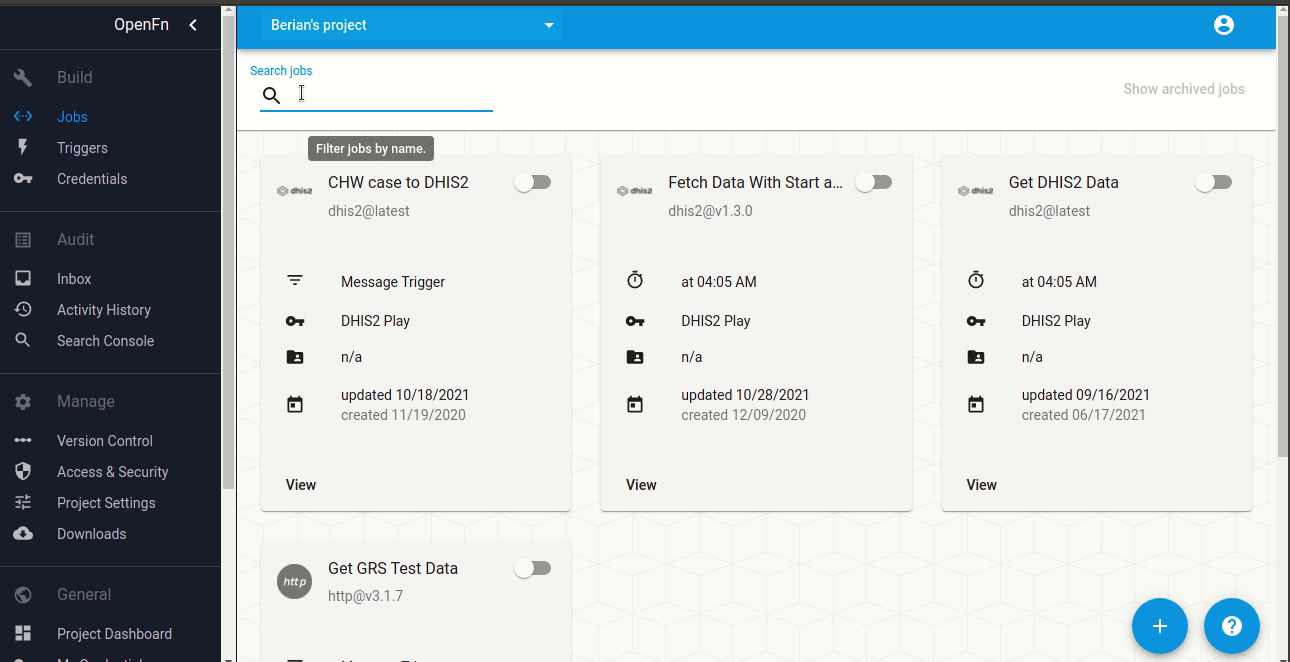 OpenFn
Berian's project
Build
Jobs
Triggers
Credentials
Audit
Inbox
Activity History
Search Console
Manage
Version Control
Access & Security
Project Settings
Downloads
General
Project Dashboard
Search jobs
Show archived jobs
Filter jobs by name.
dhis2
CHW case to DHIS2
dhis2@latest
Message Trigger
DHIS2 Play
n/a
updated 10/18/2021
created 11/19/2020
View
dhis2
Fetch Data With Start a...
dhis2@v1.3.0
at 04:05 AM
DHIS2 Play
n/a
updated 10/28/2021
created 12/09/2020
View
dhis2
Get DHIS2 Data
dhis2@latest
at 04:05 AM
DHIS2 Play
n/a
updated 09/16/2021
created 06/17/2021
View
http
Get GRS Test Data
http@v3.1.7